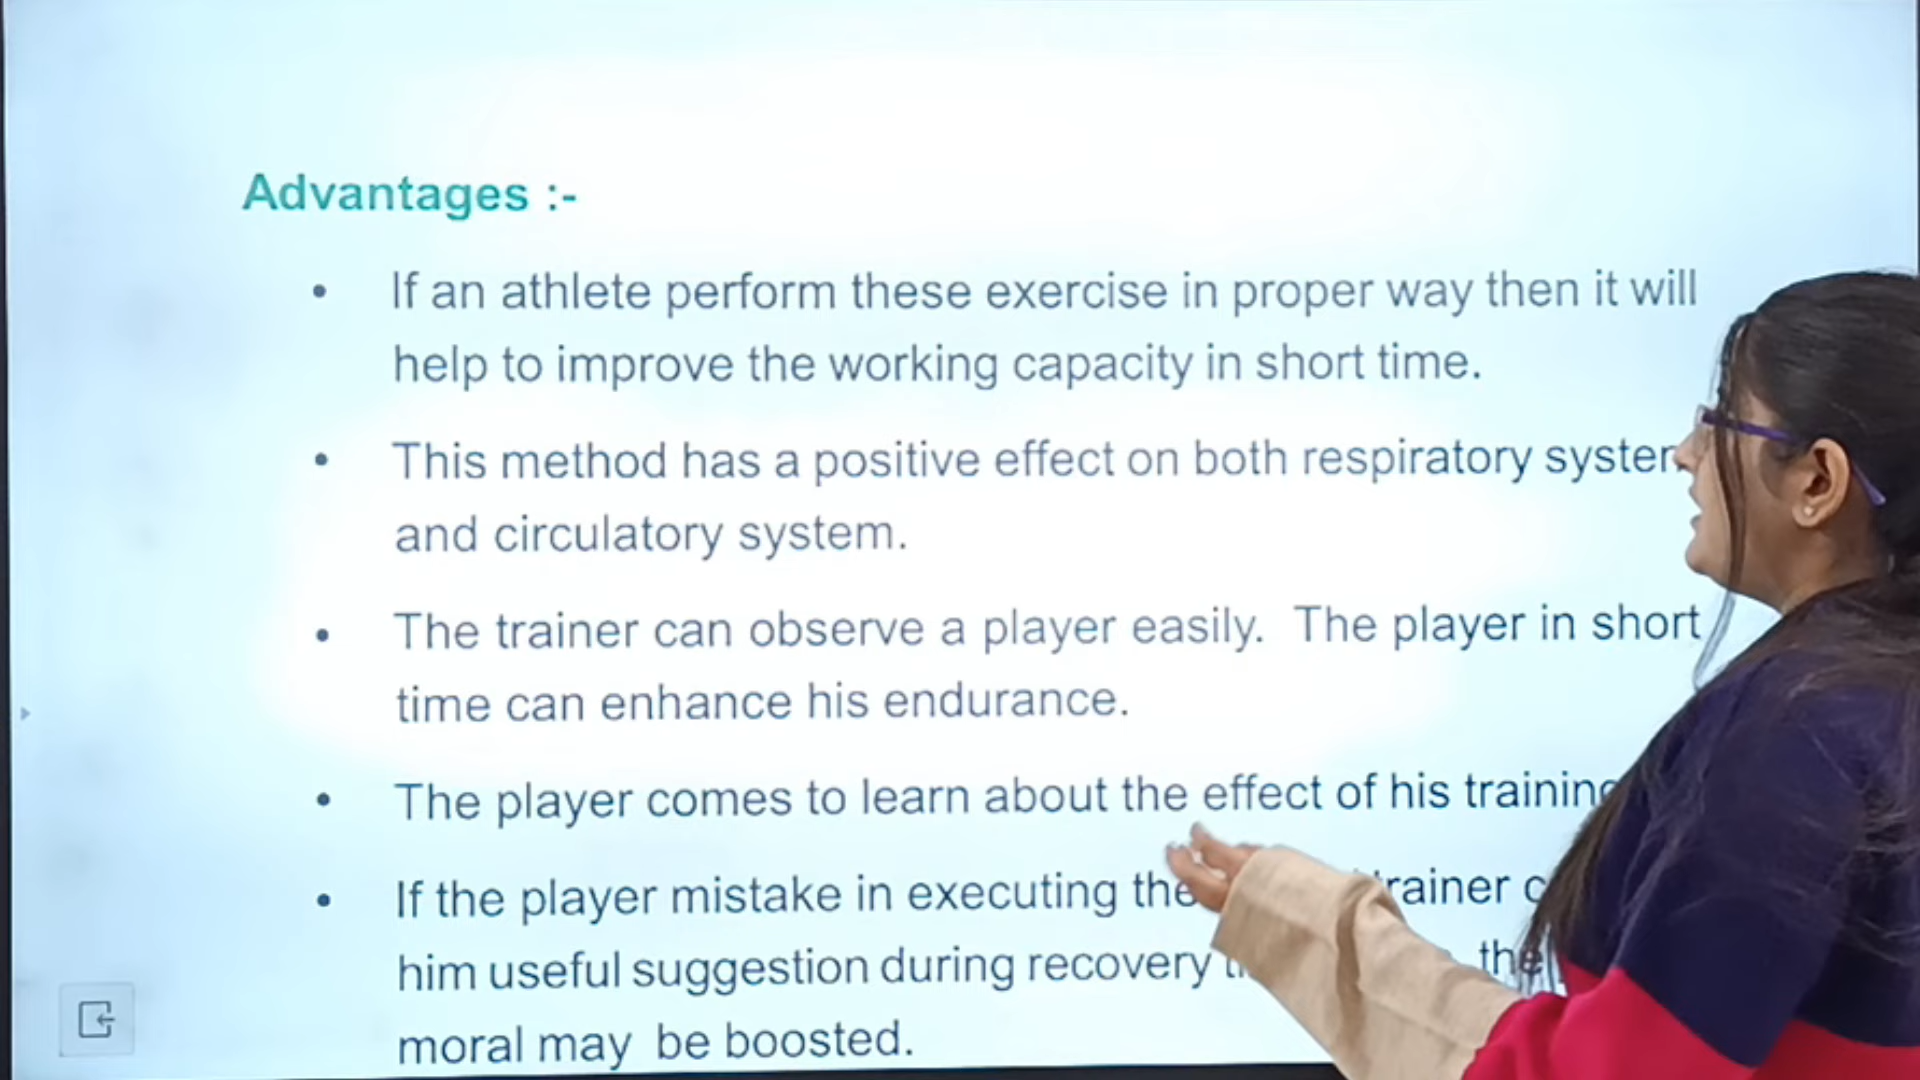 Advantages :-
• If an athlete perform these exercise in proper way then it will
help to improve the working capacity in short time.
• This method has a positive effect on both respiratory system
and circulatory system.
• The trainer can observe a player easily. The player in short
time can enhance his endurance.
• The player comes to learn about the effect of his training
• If the player mistake in executing the trainer
him useful suggestion during recovery the
moral may be boosted.